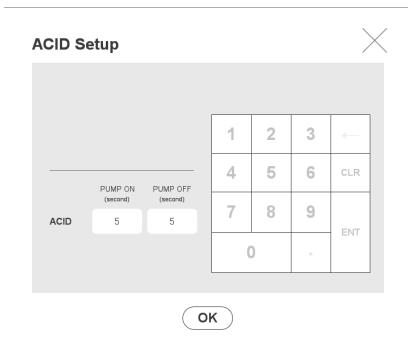 ACID Setup
1 2 3 ←
4 5 6 CLR
PUMP ON PUMP OFF
(second) (second)
7 8 9
ACID 5 5
ENT
0 .
OK